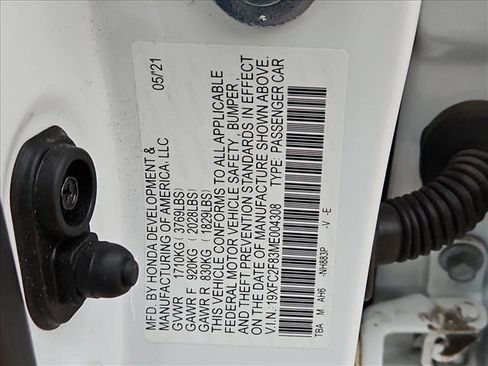 MFD. BY HONDA DEVELOPMENT &
MANUFACTURING OF AMERICA, LLC 05/21
GVWR 1710KG (3769LBS)
GAWR F 920KG (2028LBS)
GAWR R 830KG (1829LBS)
THIS VEHICLE CONFORMS TO ALL APPLICABLE
FEDERAL MOTOR VEHICLE SAFETY, BUMPER,
AND THEFT PREVENTION STANDARDS IN EFFECT
ON THE DATE OF MANUFACTURE SHOWN ABOVE.
V.I.N.: 19XFC2F83ME004308 TYPE: PASSENGER CAR
TBA M AH6 -NH883P -V -E